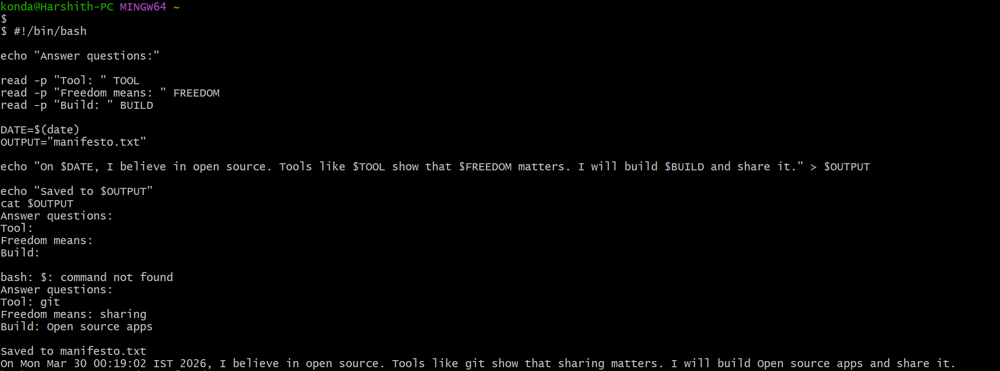 konda@Harshith-PC MINGW64 ~
$
$ #!/bin/bash
echo "Answer questions:"
read -p "Tool: " TOOL
read -p "Freedom means: " FREEDOM
read -p "Build: " BUILD
DATE=$(date)
OUTPUT="manifesto.txt"
echo "On $DATE, I believe in open source. Tools like $TOOL show that $FREEDOM matters. I will build $BUILD and share it." > $OUTPUT
echo "Saved to $OUTPUT"
cat $OUTPUT
Answer questions:
Tool:
Freedom means:
Build:
bash: $: command not found
Answer questions:
Tool: git
Freedom means: sharing
Build: Open source apps
Saved to manifesto.txt
On Mon Mar 30 00:19:02 IST 2026, I believe in open source. Tools like git show that sharing matters. I will build Open source apps and share it.